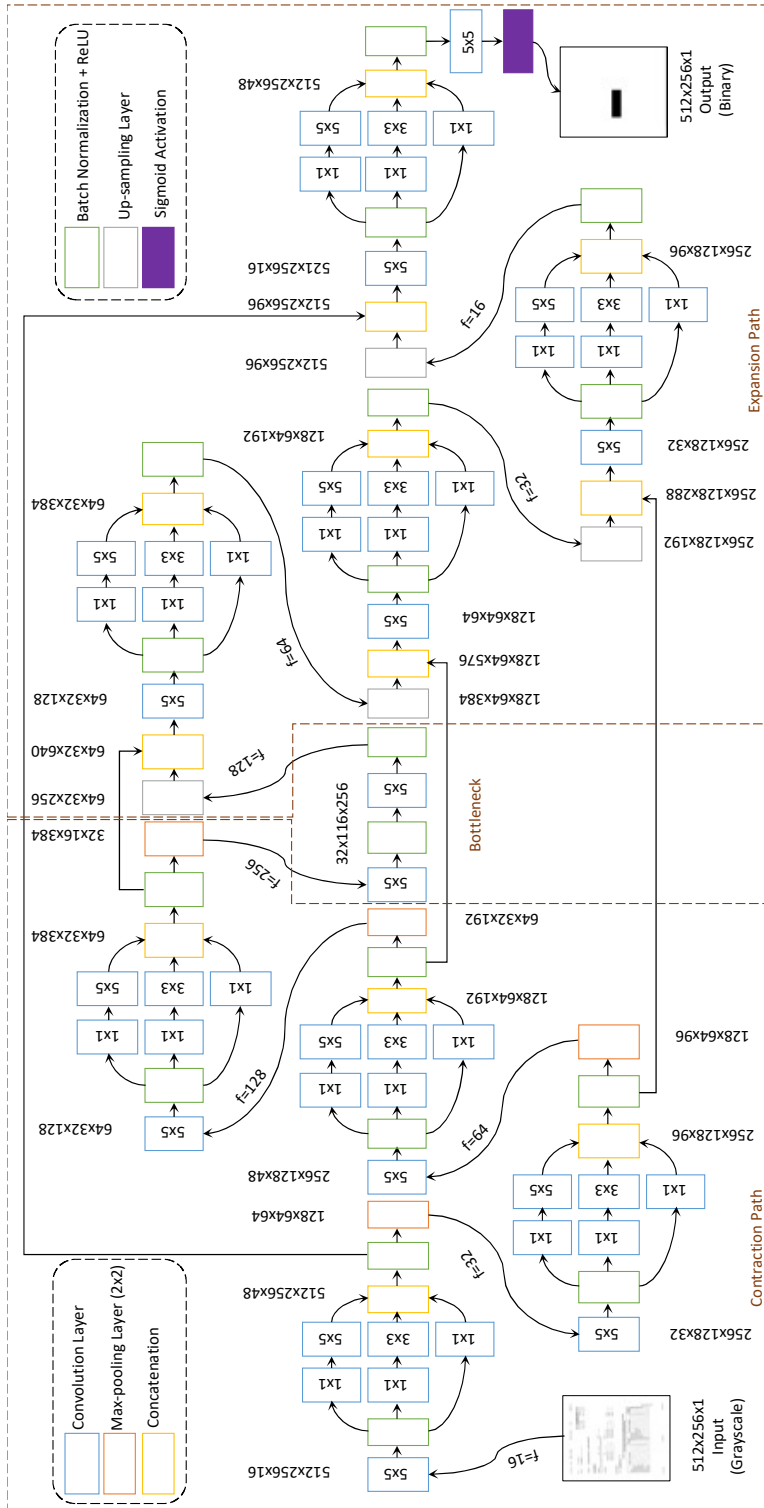 Convolution Layer
Max-pooling Layer (2x2)
Concatenation
Batch Normalization + ReLU
Up-sampling Layer
Sigmoid Activation
512x256x1
Input
(Grayscale)
f=16
512x256x16
5x5
1x1
5x5
1x1
3x3
1x1
512x256x48
128x64x64
f=32
256x128x32
5x5
1x1
5x5
1x1
3x3
1x1
256x128x96
128x64x96
Contraction Path
f=64
256x128x48
5x5
1x1
5x5
1x1
3x3
1x1
128x64x192
64x32x192
f=128
64x32x128
5x5
1x1
5x5
1x1
3x3
1x1
64x32x384
32x16x384
f=256
5x5
32x116x256
5x5
Bottleneck
f=128
64x32x256
64x32x640
64x32x128
5x5
1x1
5x5
1x1
3x3
1x1
64x32x384
f=64
128x64x384
128x64x576
128x64x64
5x5
1x1
5x5
1x1
3x3
1x1
128x64x192
f=32
256x128x192
256x128x288
256x128x32
5x5
1x1
5x5
1x1
3x3
1x1
256x128x96
Expansion Path
f=16
512x256x96
512x256x96
521x256x16
5x5
1x1
5x5
1x1
3x3
1x1
512x256x48
5x5
512x256x1
Output
(Binary)